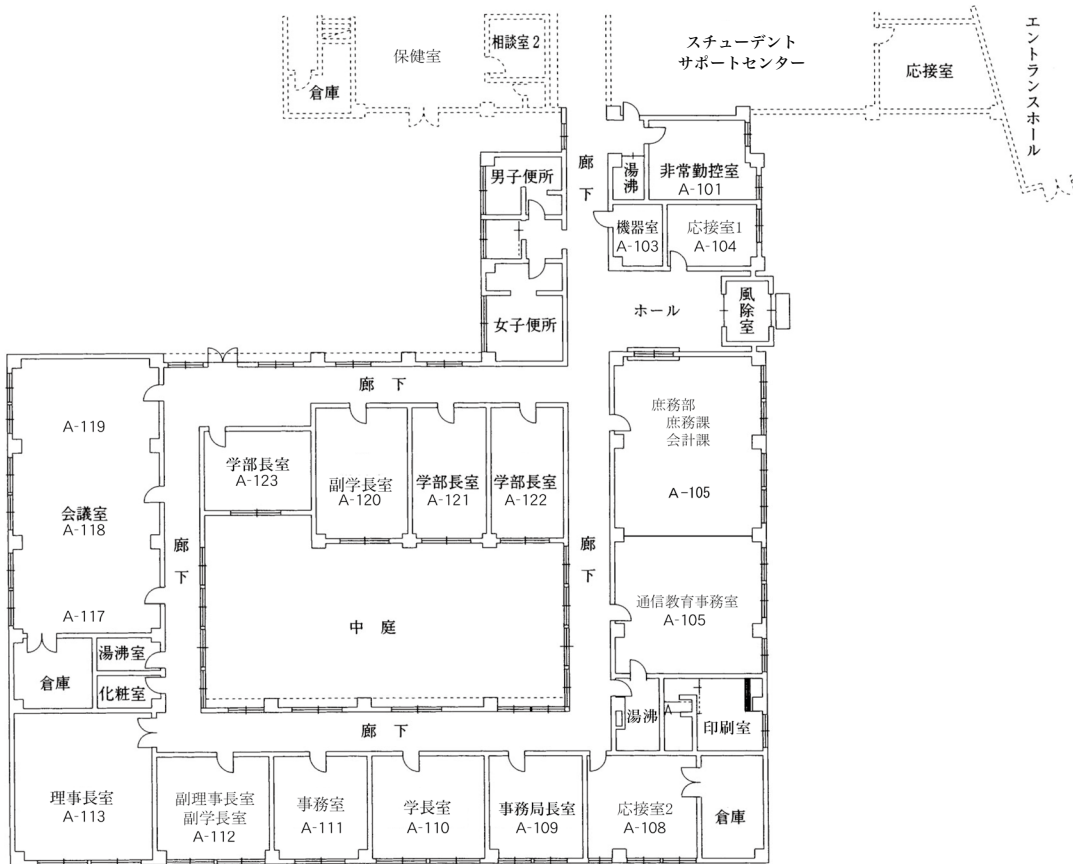 エントランスホール
保健室
相談室2
倉庫
スチューデント
サポートセンター
応接室
廊下
湯沸
非常勤控室
A-101
男子便所
機器室
A-103
応接室1
A-104
ホール
風除室
女子便所
廊下
A-119
会議室
A-118
A-117
学部長室
A-123
副学長室
A-120
学部長室
A-121
学部長室
A-122
庶務部
庶務課
会計課
A-105
廊下
中庭
廊下
通信教育事務室
A-105
湯沸室
倉庫
化粧室
廊下
湯沸
A
印刷室
理事長室
A-113
副理事長室
副学長室
A-112
事務室
A-111
学長室
A-110
事務局長室
A-109
応接室2
A-108
倉庫